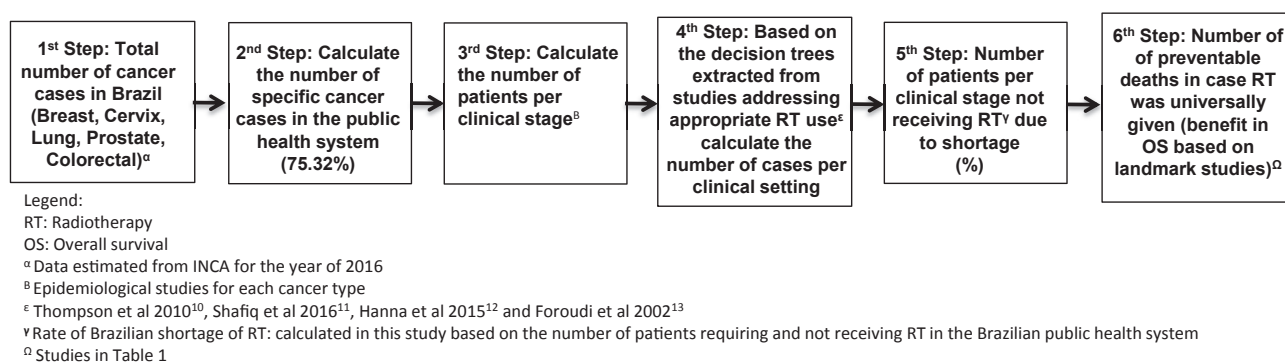 1st Step: Total
number of cancer
cases in Brazil
(Breast, Cervix,
Lung, Prostate,
Colorectal)α
2nd Step: Calculate
the number of
specific cancer
cases in the public
health system
(75.32%)
3rd Step: Calculate
the number of
patients per
clinical stageᴮ
4th Step: Based on
the decision trees
extracted from
studies addressing
appropriate RT useε
calculate the
number of cases per
clinical setting
5th Step: Number
of patients per
clinical stage not
receiving RTγ due
to shortage
(%)
6th Step: Number of
of preventable
deaths in case RT
was universally
given (benefit in
OS based on
landmark studies)Ω
Legend:
RT: Radiotherapy
OS: Overall survival
α Data estimated from INCA for the year of 2016
ᴮ Epidemiological studies for each cancer type
ε Thompson et al 2010¹⁰, Shafiq et al 2016¹¹, Hanna et al 2015¹² and Foroudi et al 2002¹³
γ Rate of Brazilian shortage of RT: calculated in this study based on the number of patients requiring and not receiving RT in the Brazilian public health system
Ω Studies in Table 1